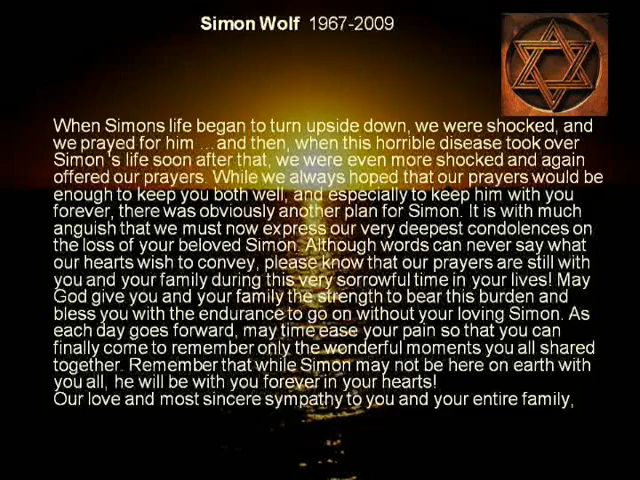 Simon Wolf 1967-2009
When Simons life began to turn upside down, we were shocked, and
we prayed for him ... and then, when this horrible disease took over
Simon 's life soon after that, we were even more shocked and again
offered our prayers. While we always hoped that our prayers would be
enough to keep you both well, and especially to keep him with you
forever, there was obviously another plan for Simon. It is with much
anguish that we must now express our very deepest condolences on
the loss of your beloved Simon. Although words can never say what
our hearts wish to convey, please know that our prayers are still with
you and your family during this very sorrowful time in your lives! May
God give you and your family the strength to bear this burden and
bless you with the endurance to go on without your loving Simon. As
each day goes forward, may time ease your pain so that you can
finally come to remember only the wonderful moments you all shared
together. Remember that while Simon may not be here on earth with
you all, he will be with you forever in your hearts!
Our love and most sincere sympathy to you and your entire family,